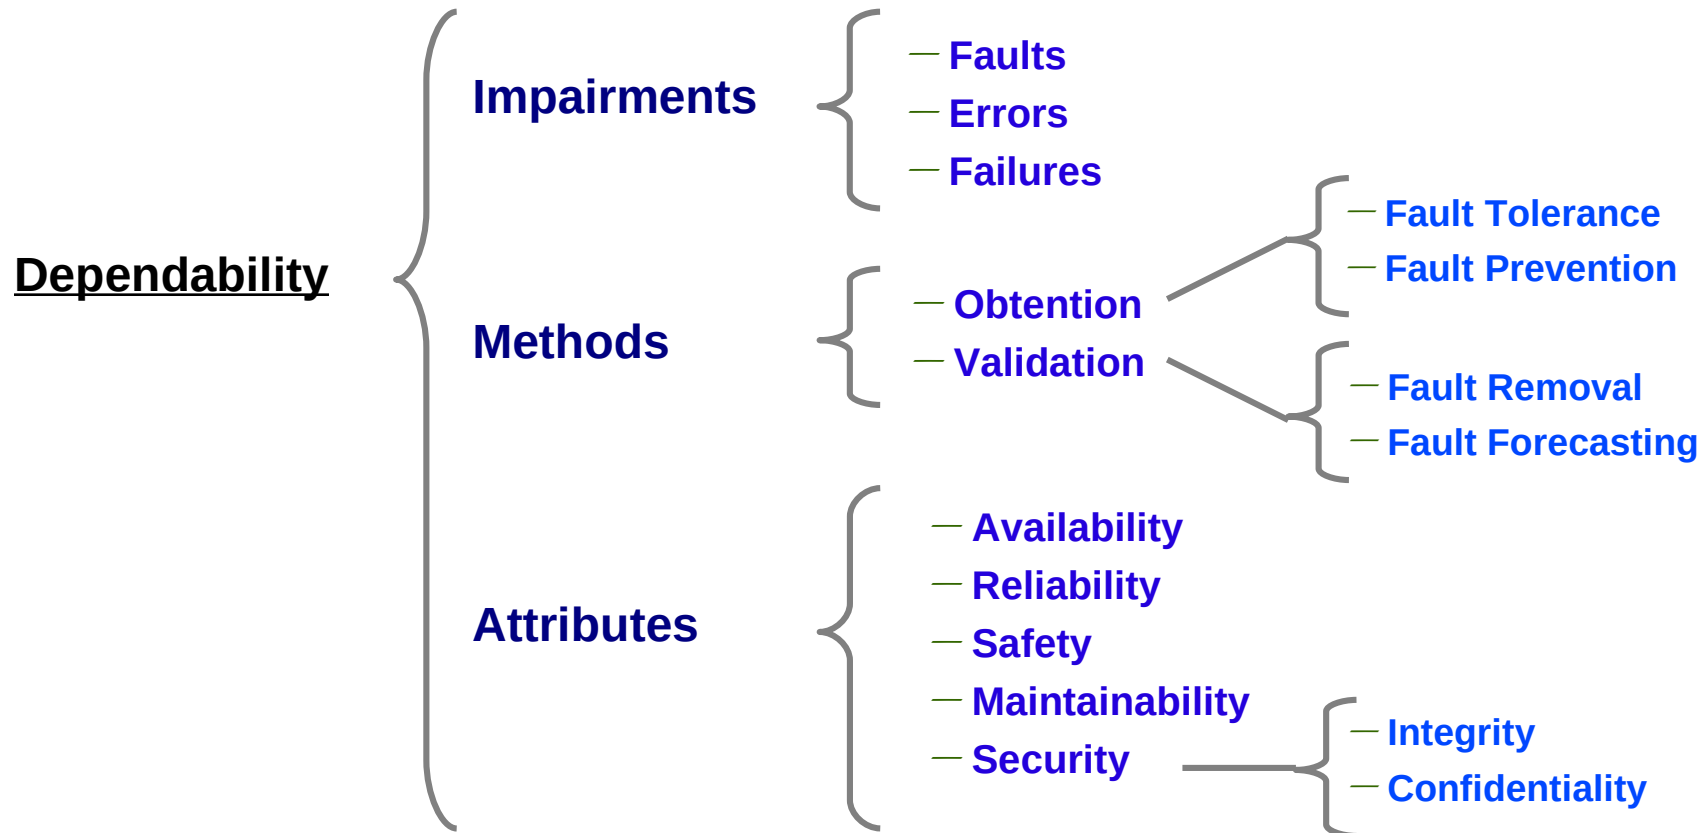 Dependability
Impairments
— Faults
— Errors
— Failures
Methods
— Obtention
— Validation
— Fault Tolerance
— Fault Prevention
— Fault Removal
— Fault Forecasting
Attributes
— Availability
— Reliability
— Safety
— Maintainability
— Security
— Integrity
— Confidentiality